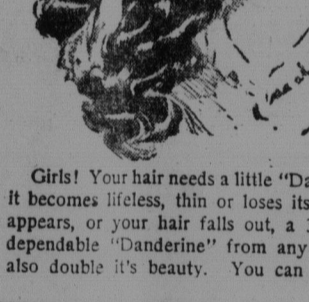 Girls! Your hair needs a little "Da
it becomes lifeless, thin or loses its
appears, or your hair falls out, a
dependable "Danderine" from any
also double it's beauty. You can